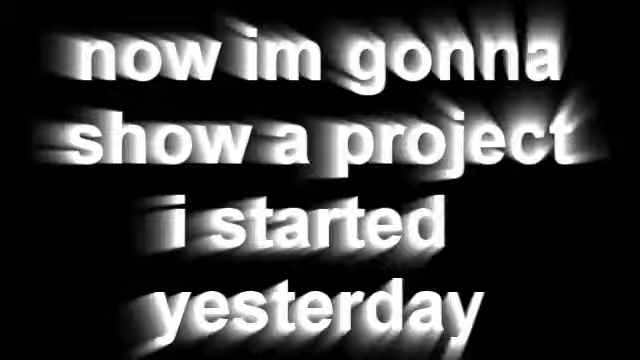 now im gonna
show a project
i started
yesterday